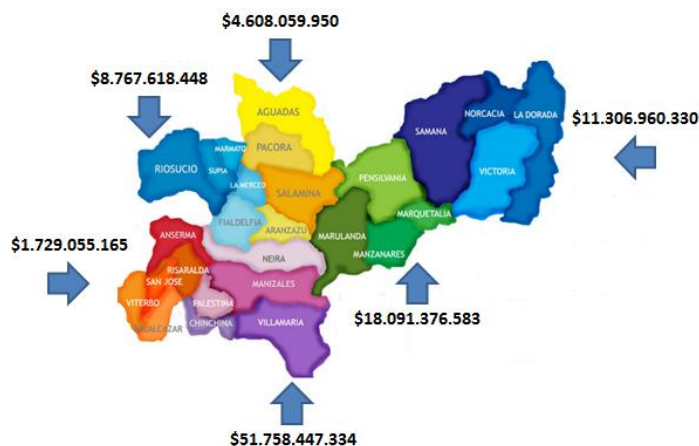 $4.608.059.950
$8.767.618.448
AGUADAS
NORCACIA
LA DORADA
$11.306.960.330
SAMANA
MARMATO
PACORA
RIOSUCIO
SUPIA
VICTORIA
PENSILVANIA
LA MERCED
SALAMINA
MARQUETALIA
FIALDELFIA
ARANZAZU
ANSERMA
MARULANDA
$1.729.055.165
NEIRA
MANZANARES
RISARALDA
SAN JOSE
MANIZALES
VITERBO
PALESTINA
$18.091.376.583
CHINCHINA
VILLAMARIA
$51.758.447.334